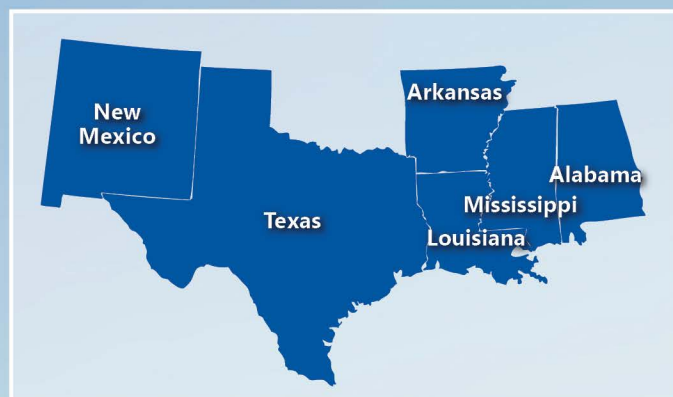 New
Mexico
Texas
Arkansas
Louisiana
Mississippi
Alabama